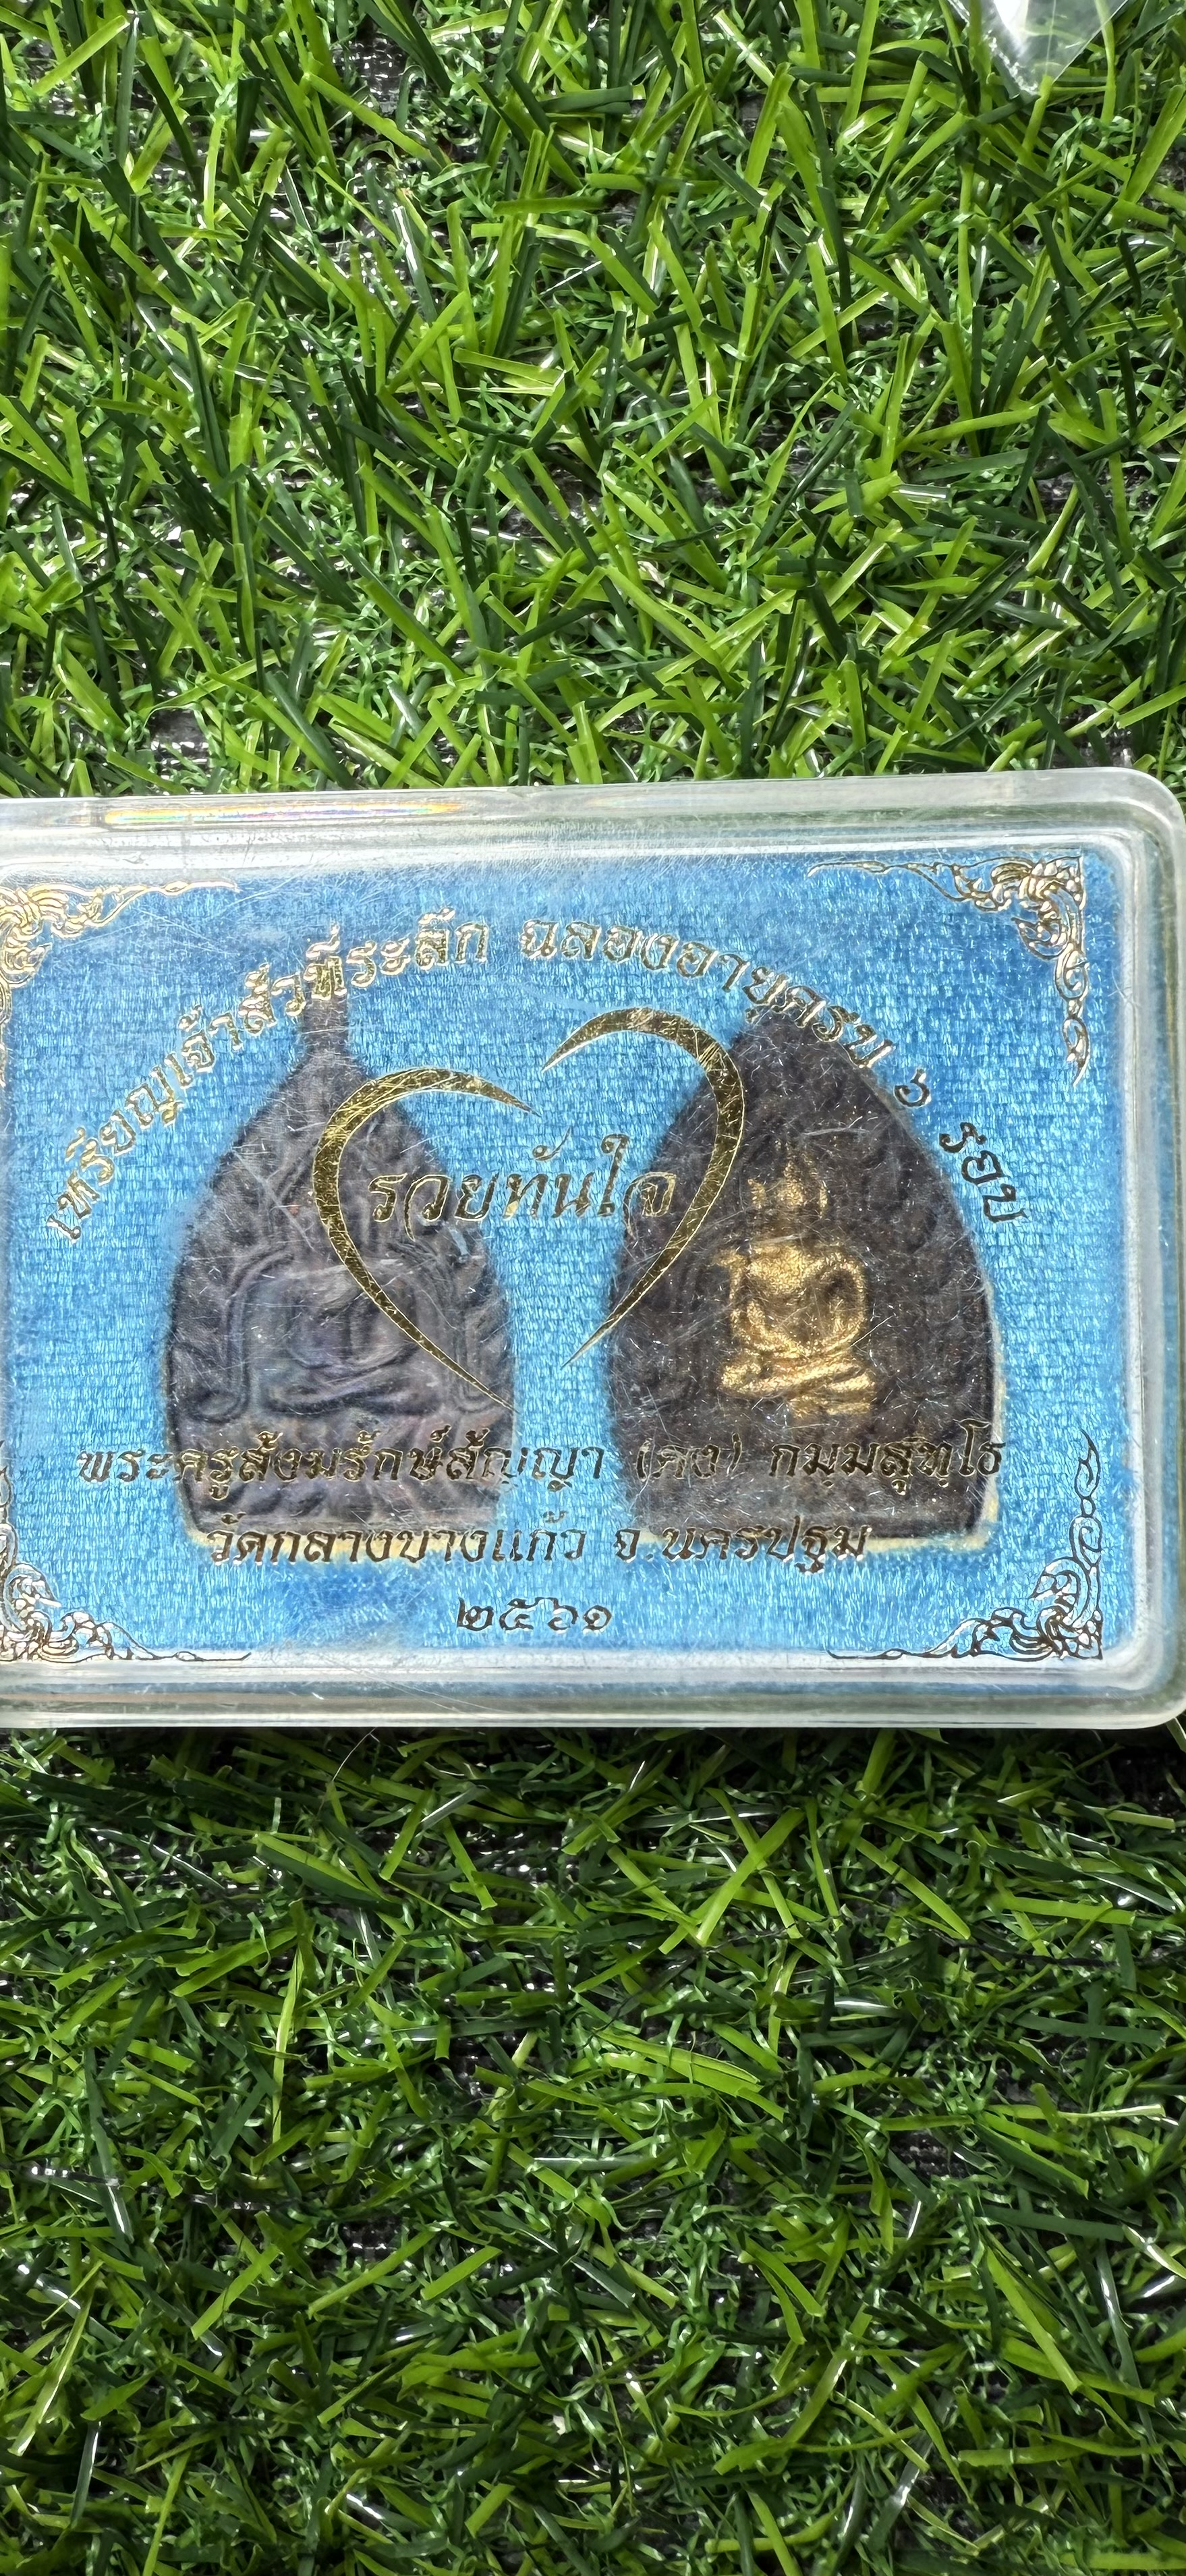 เหรียญเจ้าสัวที่ระลึก ฉลองอายุครบ ๖ รอบ
รวยทันใจ
พระครูสังฆรักษ์สัญญา (คง) กมฺมสุทฺโธ
วัดกลางบางแก้ว จ.นครปฐม
๒๕๖๑